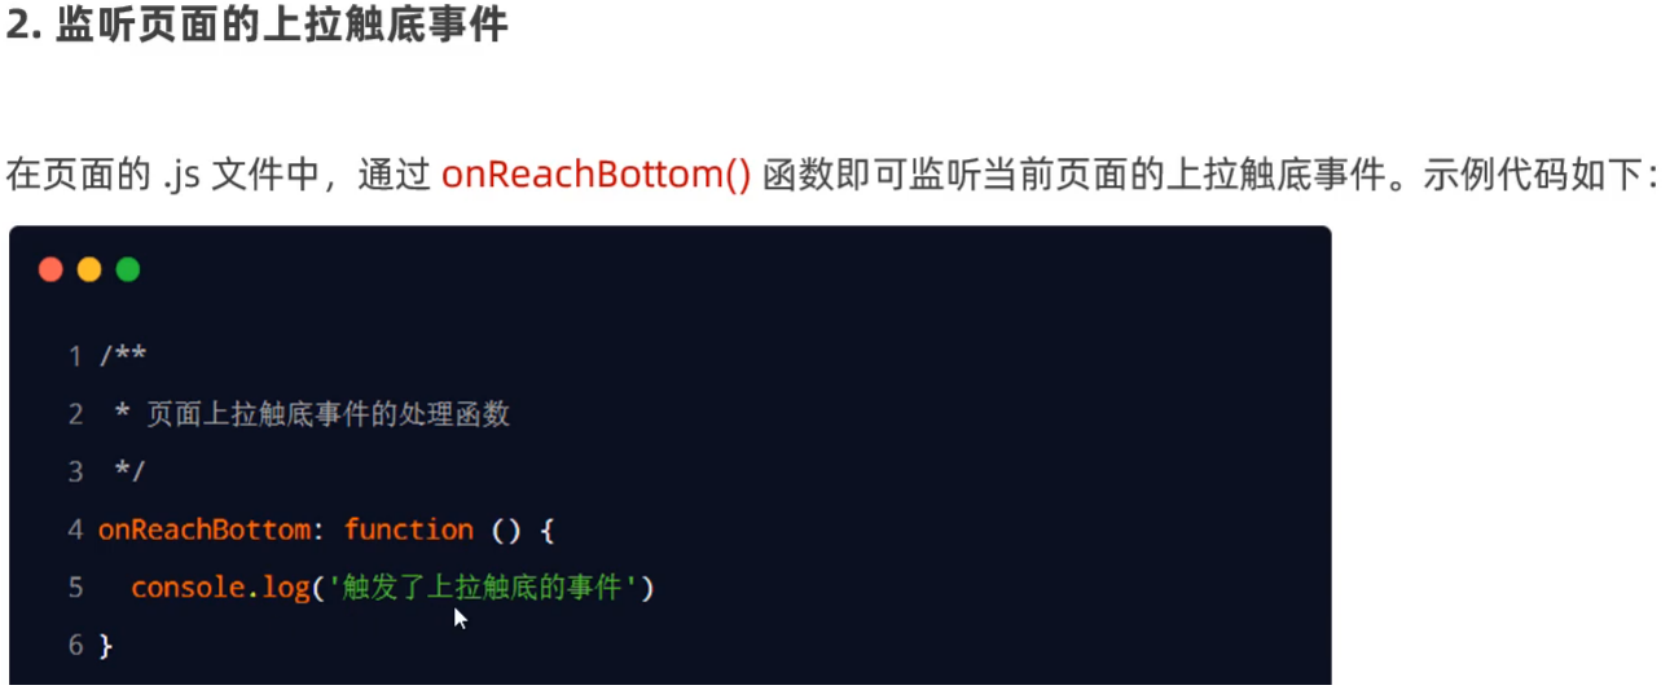 2. 监听页面的上拉触底事件
在页面的 .js 文件中，通过 onReachBottom() 函数即可监听当前页面的上拉触底事件。示例代码如下：
1 /**
2  * 页面上拉触底事件的处理函数
3  */
4 onReachBottom: function () {
5   console.log('触发了上拉触底的事件')
6 }